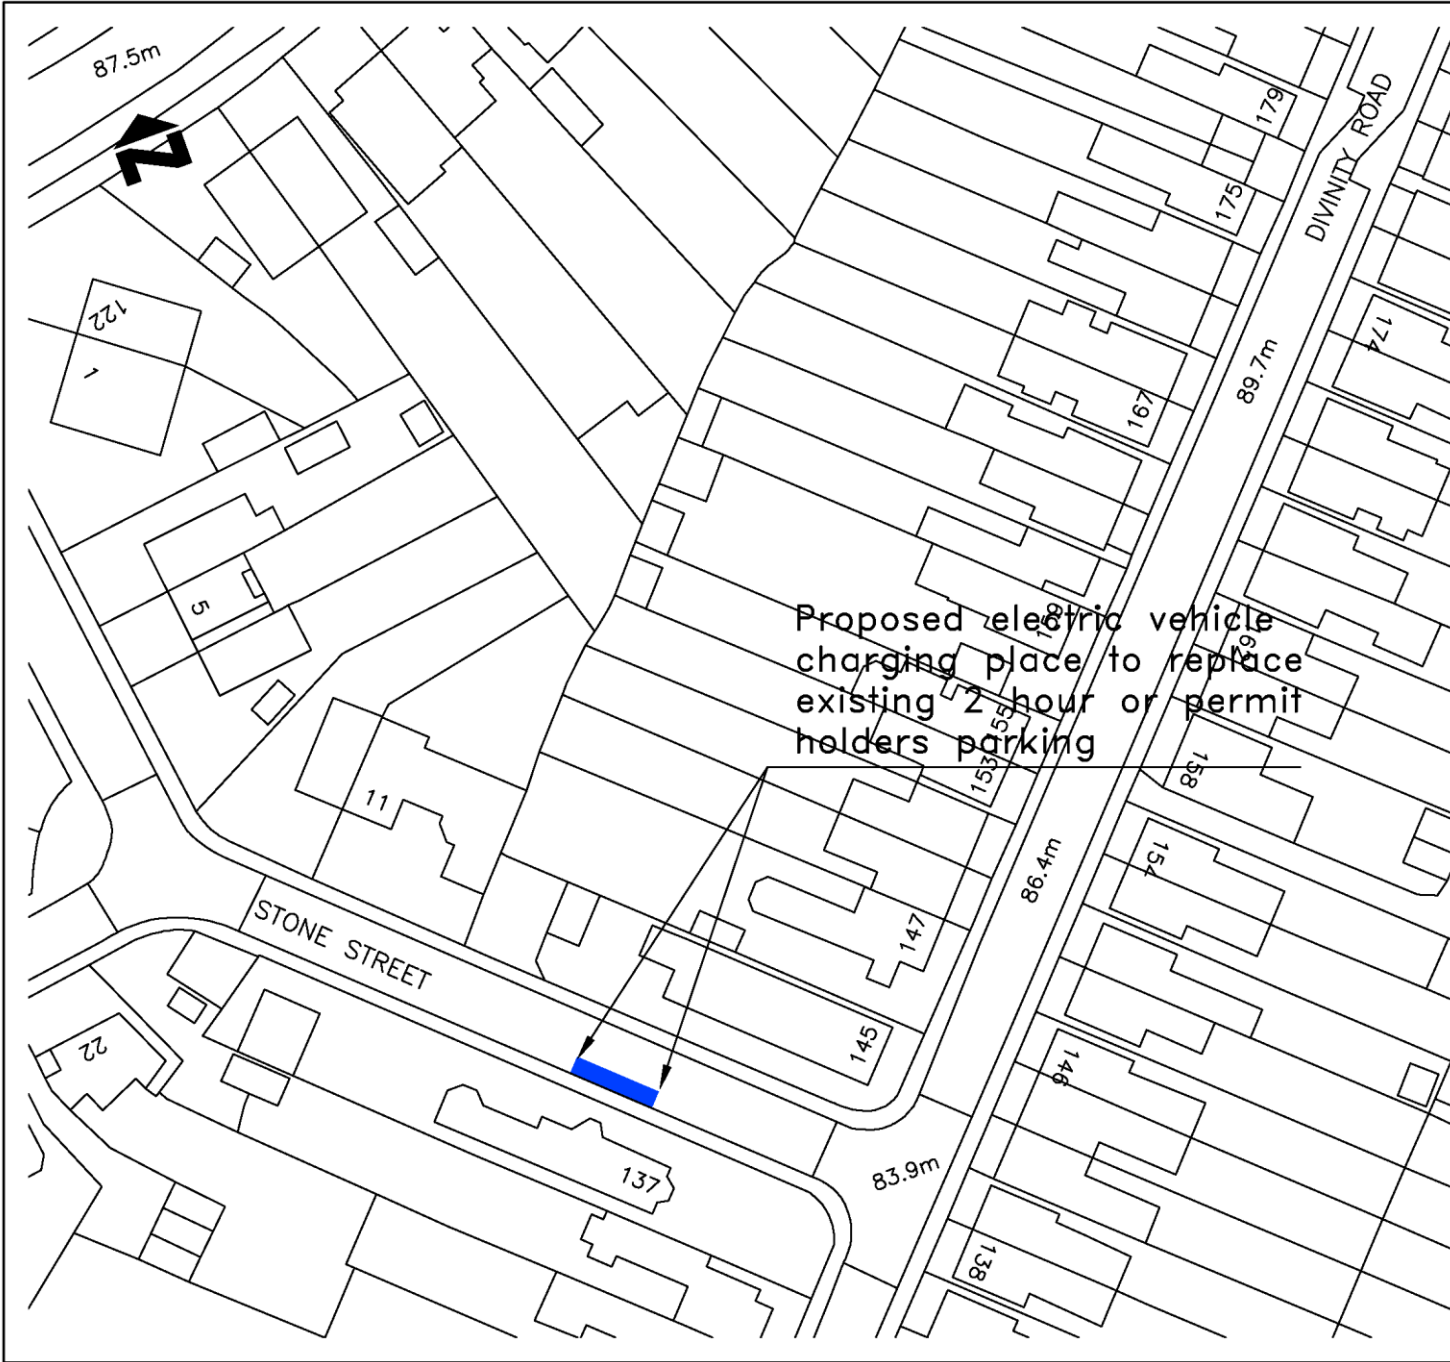 87.5m
N
179
DIVINITY ROAD
175
122
1
174
89.7m
167
5
159
162
Proposed electric vehicle
charging place to replace
existing 2 hour or permit
holders parking
155
153
158
11
86.4m
154
147
STONE STREET
145
22
146
137
83.9m
138